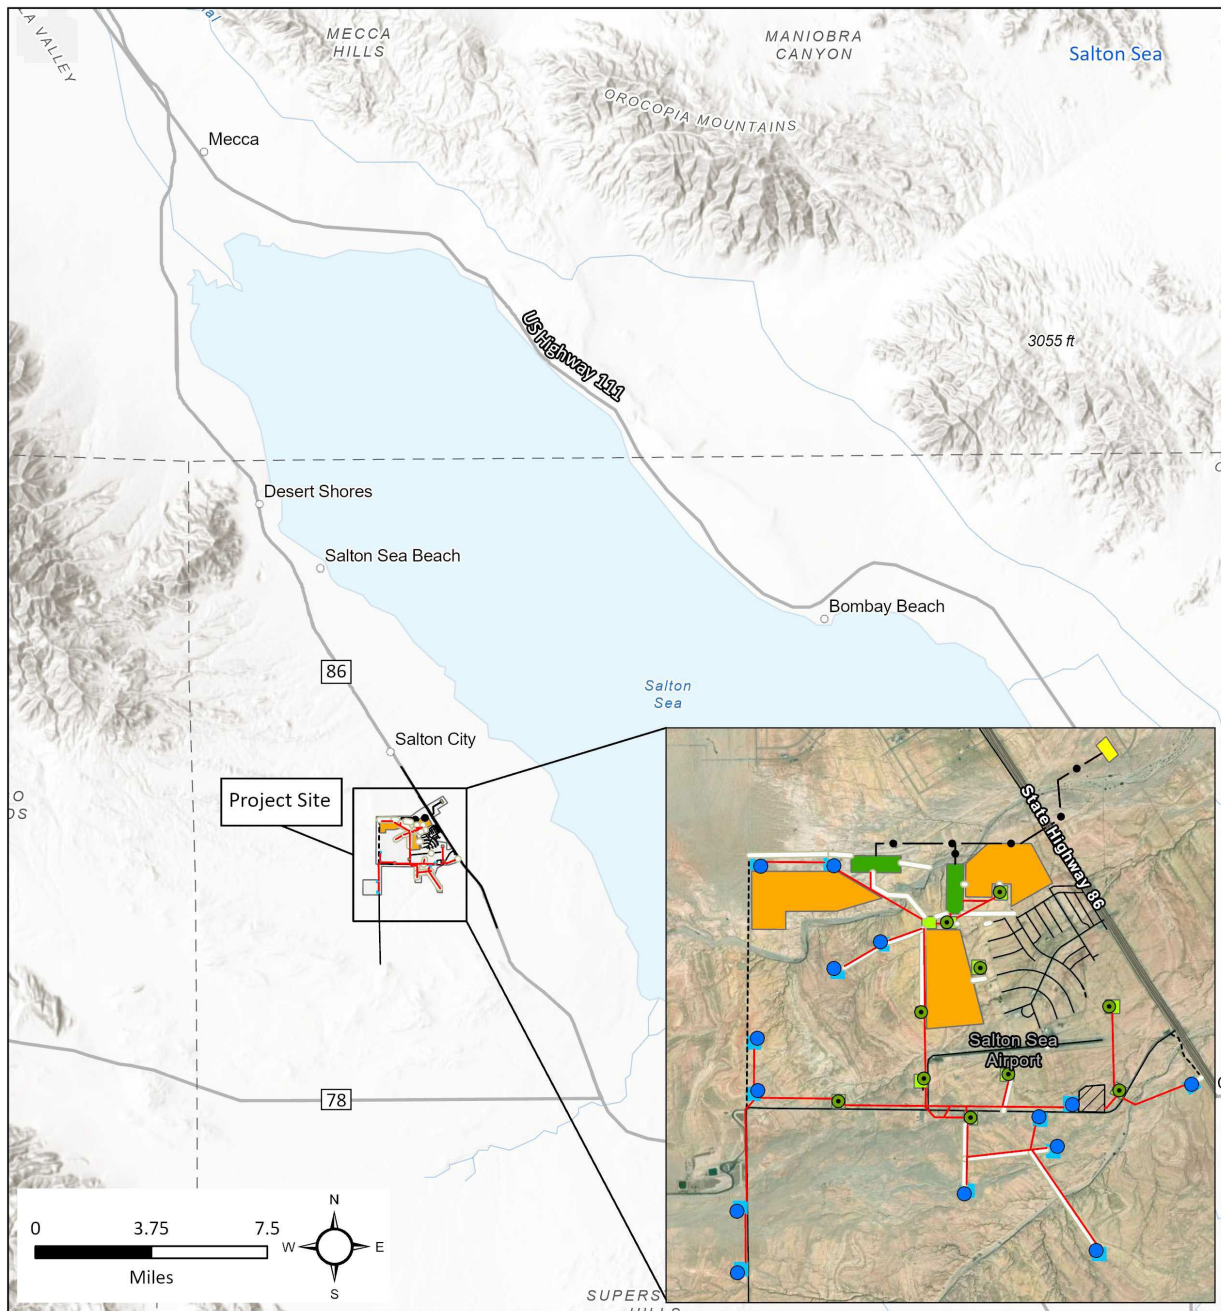 LA VALLEY
MECCA
HILLS
MANIOBRA
CANYON
Salton Sea
OROCOPIA MOUNTAINS
Mecca
US Highway 111
3055 ft
Desert Shores
Salton Sea Beach
Bombay Beach
86
Salton
Sea
Salton City
Project Site
State Highway 86
Salton Sea
Airport
78
0 3.75 7.5
Miles
N
W E
S
SUPERS
HILLS